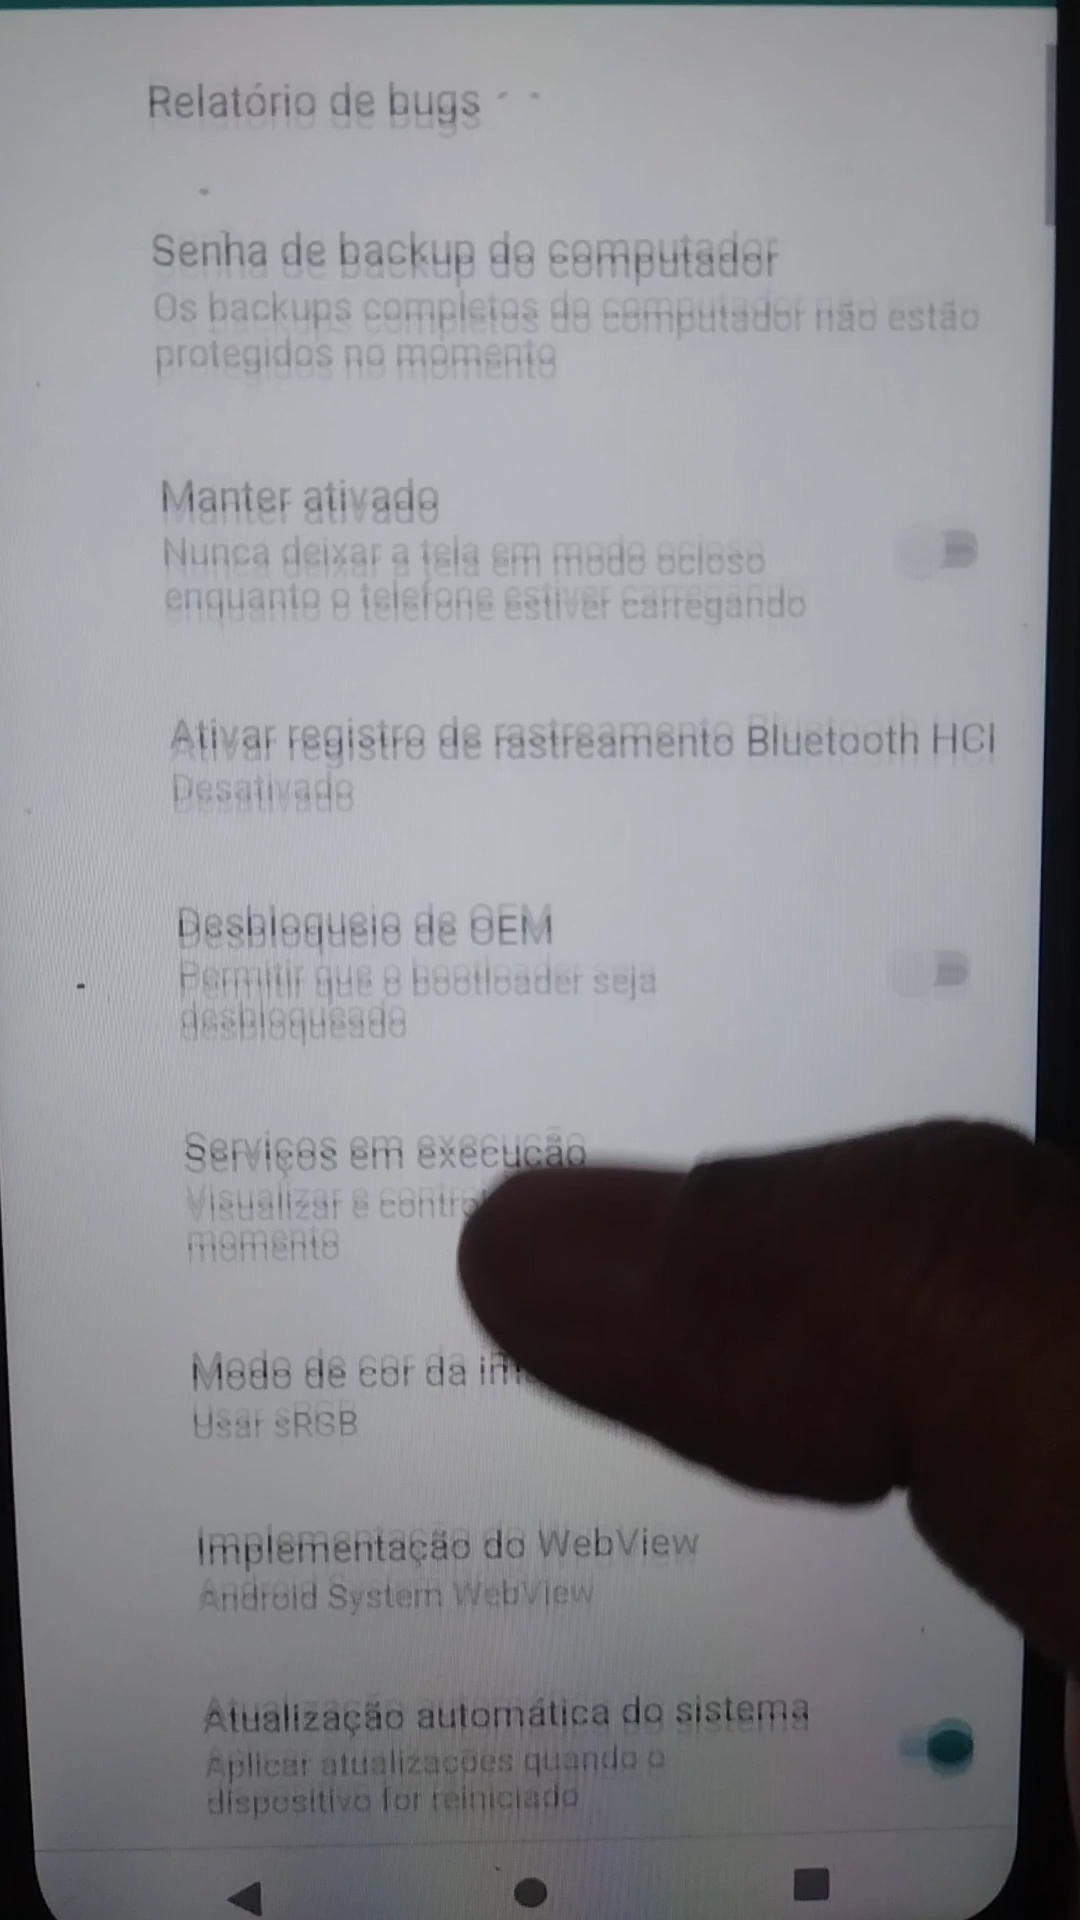 Relatório de bugs
Senha de backup do computador
Os backups completos do computador não estão
protegidos no momento
Manter ativado
Nunca deixar a tela em modo ocioso
enquanto o telefone estiver carregando
Ativar registro de rastreamento Bluetooth HCI
Desativado
Desbloqueio de OEM
Permitir que o bootloader seja
desbloqueado
Serviços em execução
Visualizar e
momento
Modo de cor da
Usar sRGB
Implementação do WebView
Android System WebView
Atualização automática do sistema
Aplicar atualizações quando o
dispositivo for reiniciado